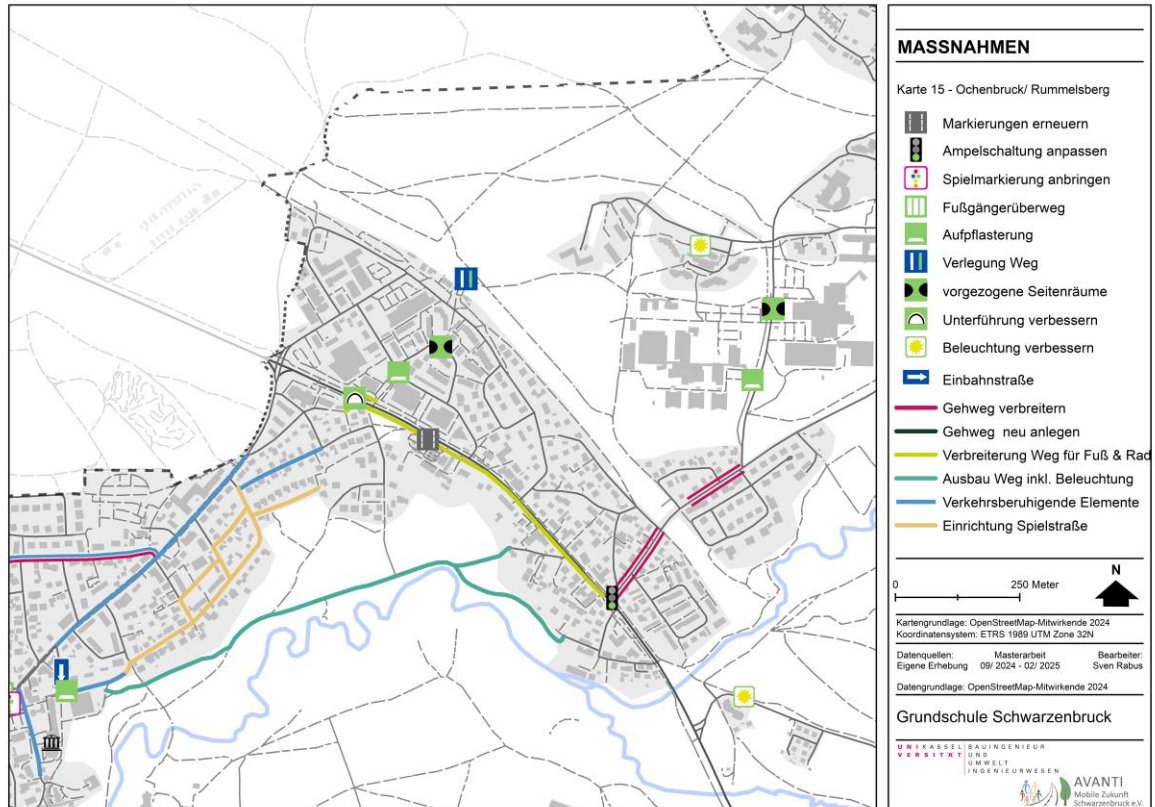 MASSNAHMEN
Karte 15 - Ochenbruck/ Rummelsberg
Markierungen erneuern
Ampelschaltung anpassen
Spielmarkierung anbringen
Fußgängerüberweg
Aufpflasterung
Verlegung Weg
vorgezogene Seitenräume
Unterführung verbessern
Beleuchtung verbessern
Einbahnstraße
Gehweg verbreitern
Gehweg neu anlegen
Verbreiterung Weg für Fuß & Rad
Ausbau Weg inkl. Beleuchtung
Verkehrsberuhigende Elemente
Einrichtung Spielstraße
0 250 Meter N
Kartengrundlage: OpenStreetMap-Mitwirkende 2024
Koordinatensystem: ETRS 1989 UTM Zone 32N
Datenquellen: Masterarbeit Bearbeiter:
Eigene Erhebung 09/ 2024 - 02/ 2025 Sven Rabus
Datengrundlage: OpenStreetMap-Mitwirkende 2024
Grundschule Schwarzenbruck
UNIKASSEL BAUINGENIEUR
VERSITÄT UND
UMWELT
INGENIEURWESEN
AVANTI
Mobile Zukunft
Schwarzenbruck e.V.